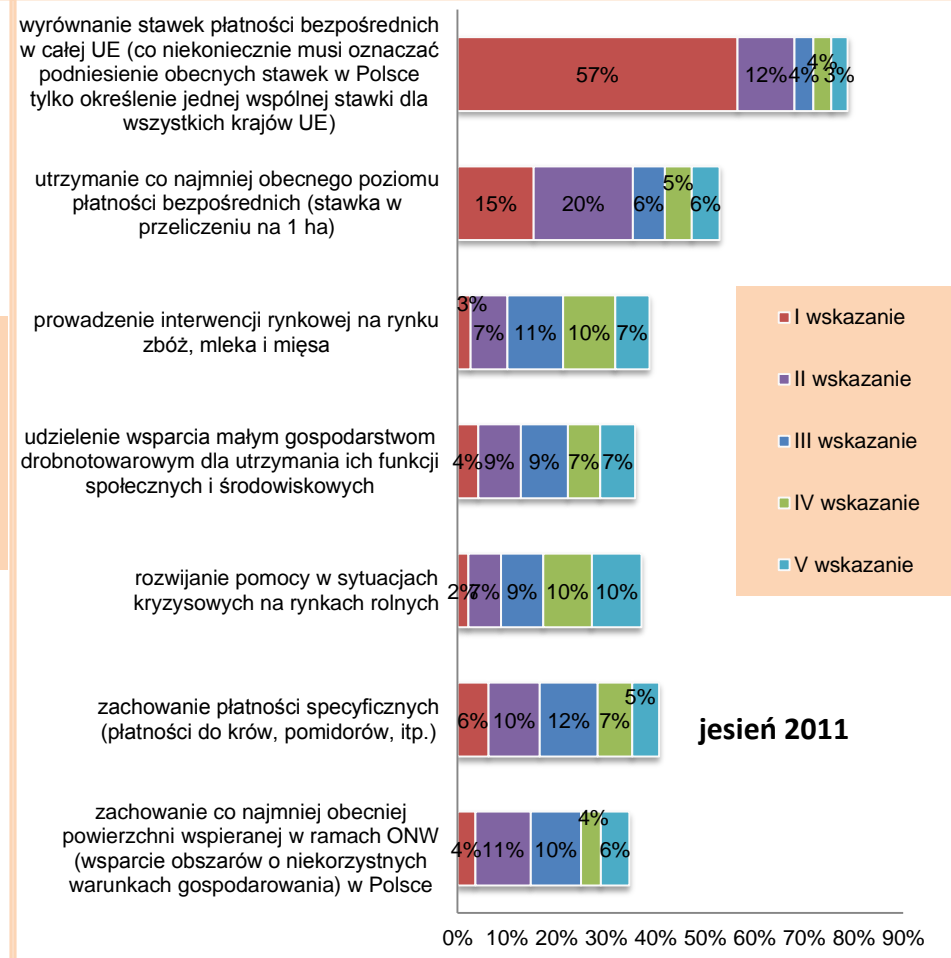 wyrównanie stawek płatności bezpośrednich
w całej UE (co niekoniecznie musi oznaczać
podniesienie obecnych stawek w Polsce
tylko określenie jednej wspólnej stawki dla
wszystkich krajów UE)
57% 12% 4% 4% 3%
utrzymanie co najmniej obecnego poziomu
płatności bezpośrednich (stawka w
przeliczeniu na 1 ha)
15% 20% 6% 5% 6%
prowadzenie interwencji rynkowej na rynku
zbóż, mleka i mięsa
3% 7% 11% 10% 7%
udzielenie wsparcia małym gospodarstwom
drobnotowarowym dla utrzymania ich funkcji
społecznych i środowiskowych
4% 9% 9% 7% 7%
rozwijanie pomocy w sytuacjach
kryzysowych na rynkach rolnych
2% 7% 9% 10% 10%
zachowanie płatności specyficznych
(płatności do krów, pomidorów, itp.)
6% 10% 12% 7% 5%
zachowanie co najmniej obecniej
powierzchni wspieranej w ramach ONW
(wsparcie obszarów o niekorzystnych
warunkach gospodarowania) w Polsce
4% 11% 10% 4% 6%
0% 10% 20% 30% 40% 50% 60% 70% 80% 90%
I wskazanie
II wskazanie
III wskazanie
IV wskazanie
V wskazanie
jesień 2011